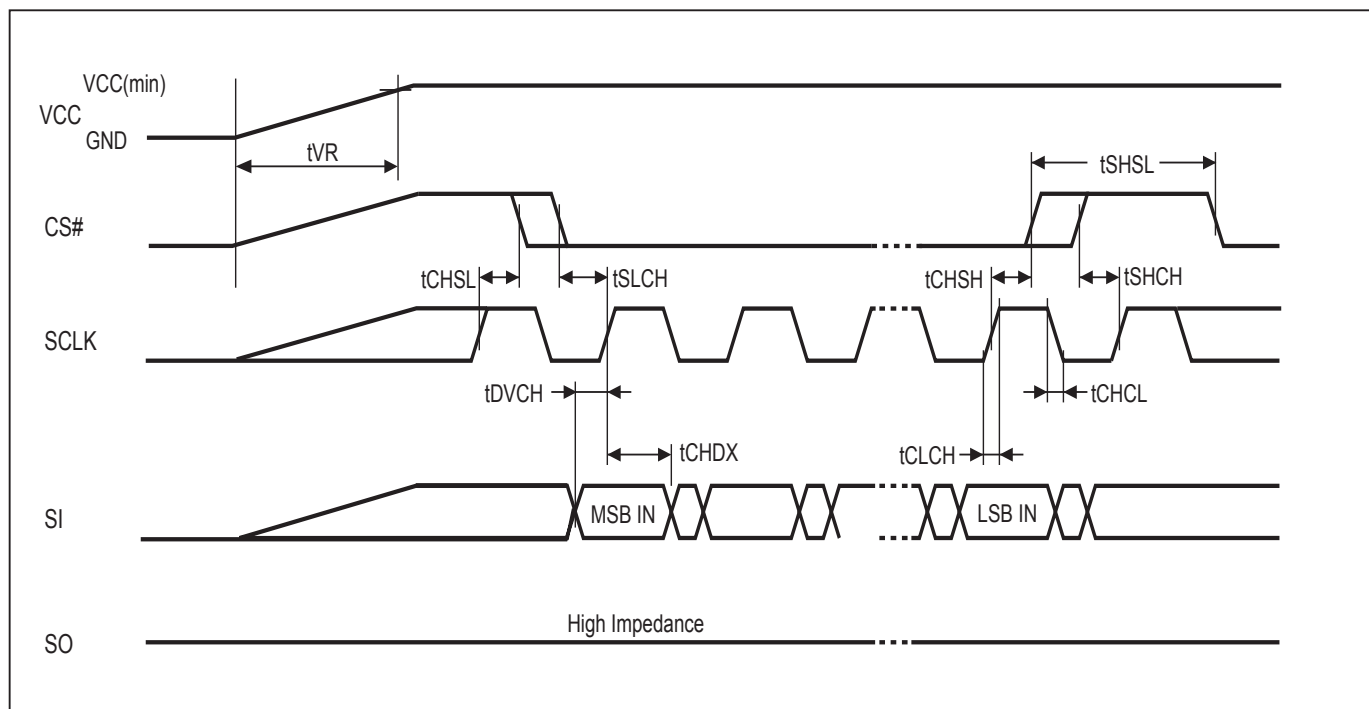 VCC(min)
VCC
GND
tVR
tSHSL
CS#
tCHSL
tSLCH
tCHSH
tSHCH
SCLK
tDVCH
tCHCL
tCHDX
tCLCH
SI
MSB IN
LSB IN
High Impedance
SO